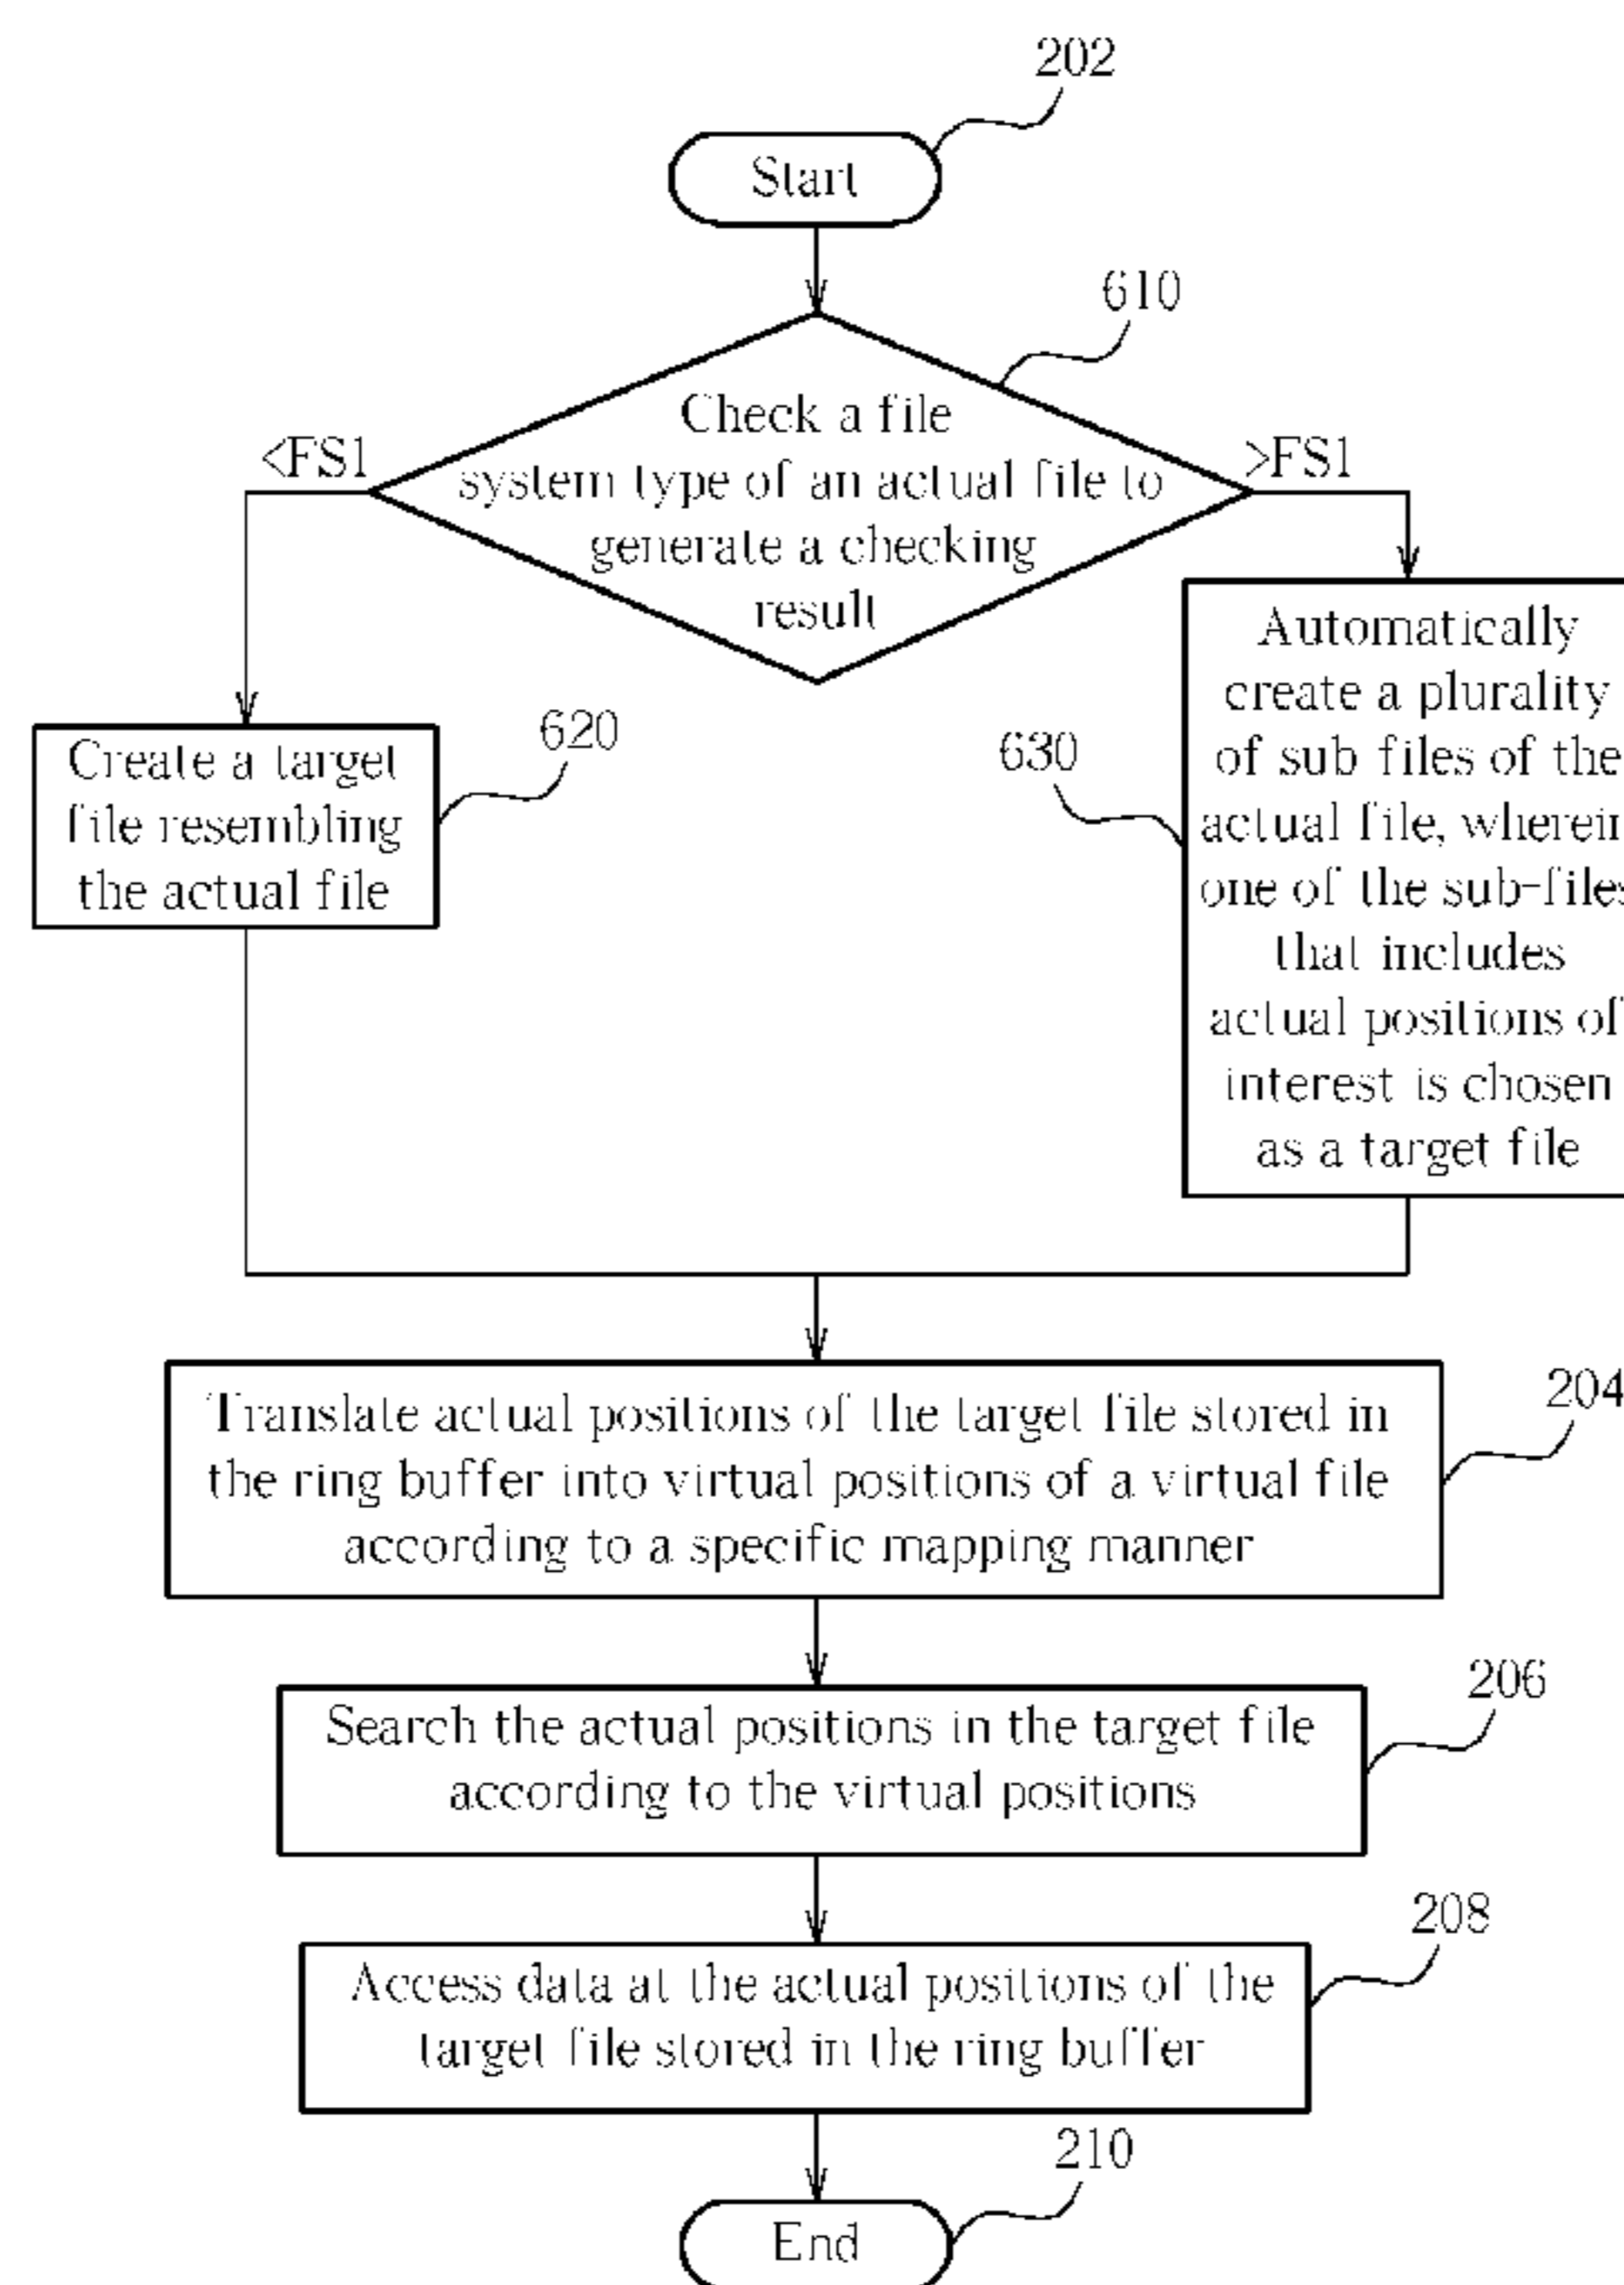 202
Start
610
Check a file
system type of an actual file to
generate a checking
result
<FS1
>FS1
620
Create a target
file resembling
the actual file
630
Automatically
create a plurality
of sub files of the
actual file, wherein
one of the sub-files
that includes
actual positions of
interest is chosen
as a target file
204
Translate actual positions of the target file stored in
the ring buffer into virtual positions of a virtual file
according to a specific mapping manner
206
Search the actual positions in the target file
according to the virtual positions
208
Access data at the actual positions of the
target file stored in the ring buffer
210
End